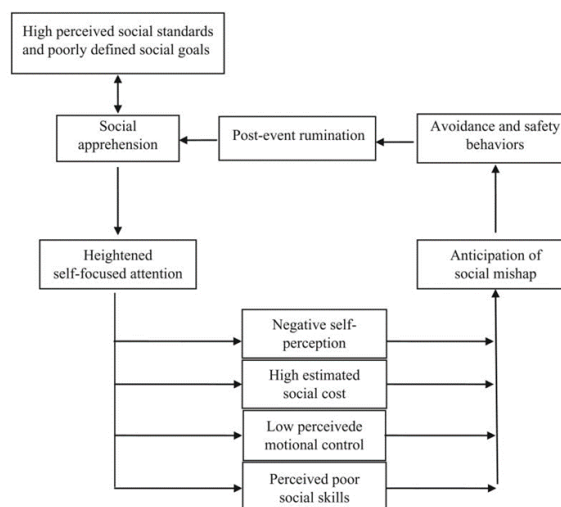 High perceived social standards
and poorly defined social goals
Social
apprehension
Post-event rumination
Avoidance and safety
behaviors
Heightened
self-focused attention
Anticipation of
social mishap
Negative self-
perception
High estimated
social cost
Low perceivede
motional control
Perceived poor
social skills